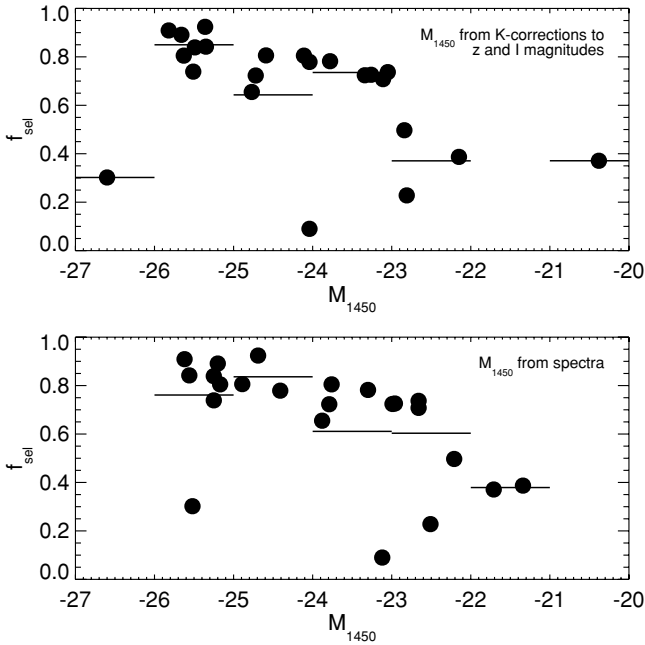 1.0
0.8
0.6
0.4
0.2
0.0
f_sel
M_1450 from K-corrections to
z and I magnitudes
-27 -26 -25 -24 -23 -22 -21 -20
M_1450
1.0
0.8
0.6
0.4
0.2
0.0
f_sel
M_1450 from spectra
-27 -26 -25 -24 -23 -22 -21 -20
M_1450